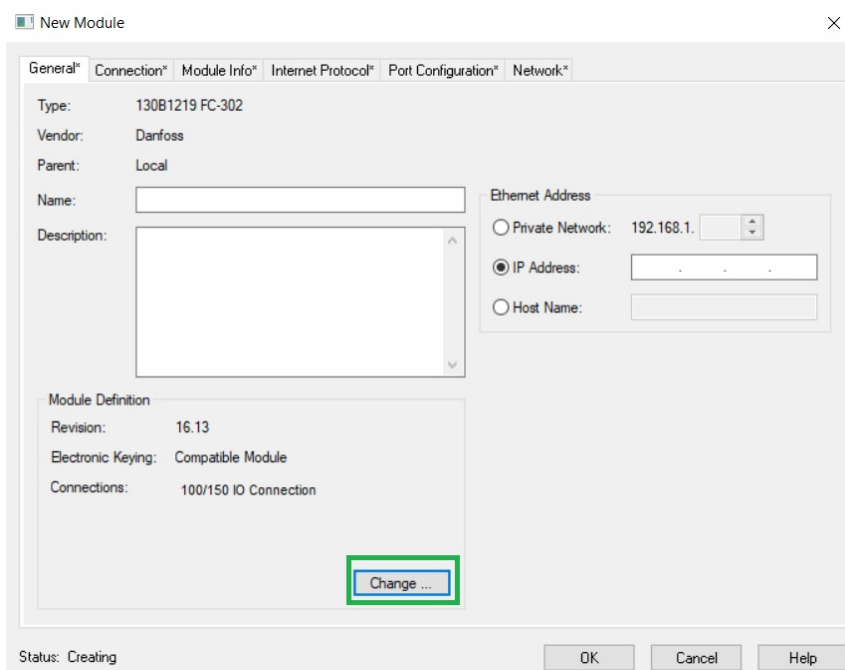 New Module
General* Connection* Module Info* Internet Protocol* Port Configuration* Network*
Type: 130B1219 FC-302
Vendor: Danfoss
Parent: Local
Name:
Description:
Ethernet Address
Private Network: 192.168.1.
IP Address: . . .
Host Name:
Module Definition
Revision: 16.13
Electronic Keying: Compatible Module
Connections: 100/150 IO Connection
Change ...
Status: Creating
OK Cancel Help